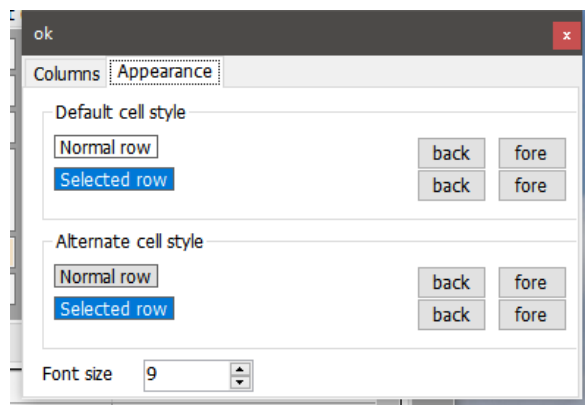 ok x
Columns Appearance
Default cell style
Normal row back fore
Selected row back fore
Alternate cell style
Normal row back fore
Selected row back fore
Font size 9